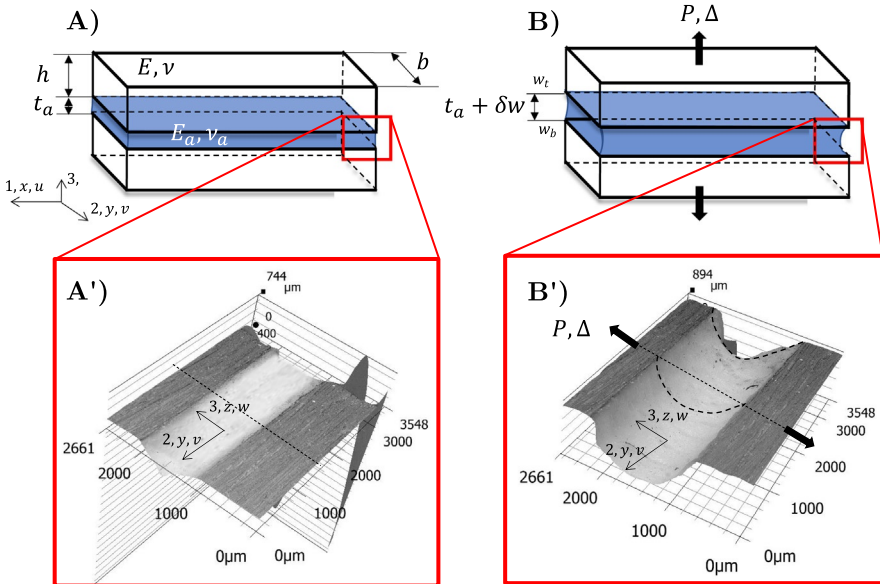 A)
E, ν
b
h
t_a
E_a, ν_a
3,
1, x, u
2, y, v
B)
P, Δ
w_t
t_a + δw
w_b
A')
744
μm
0
400
3, z, w
2, y, v
2661
2000
1000
0μm
0μm
1000
2000
3000
3548
B')
894
μm
P, Δ
3, z, w
2, y, v
2661
2000
1000
0μm
0μm
1000
2000
3000
3548